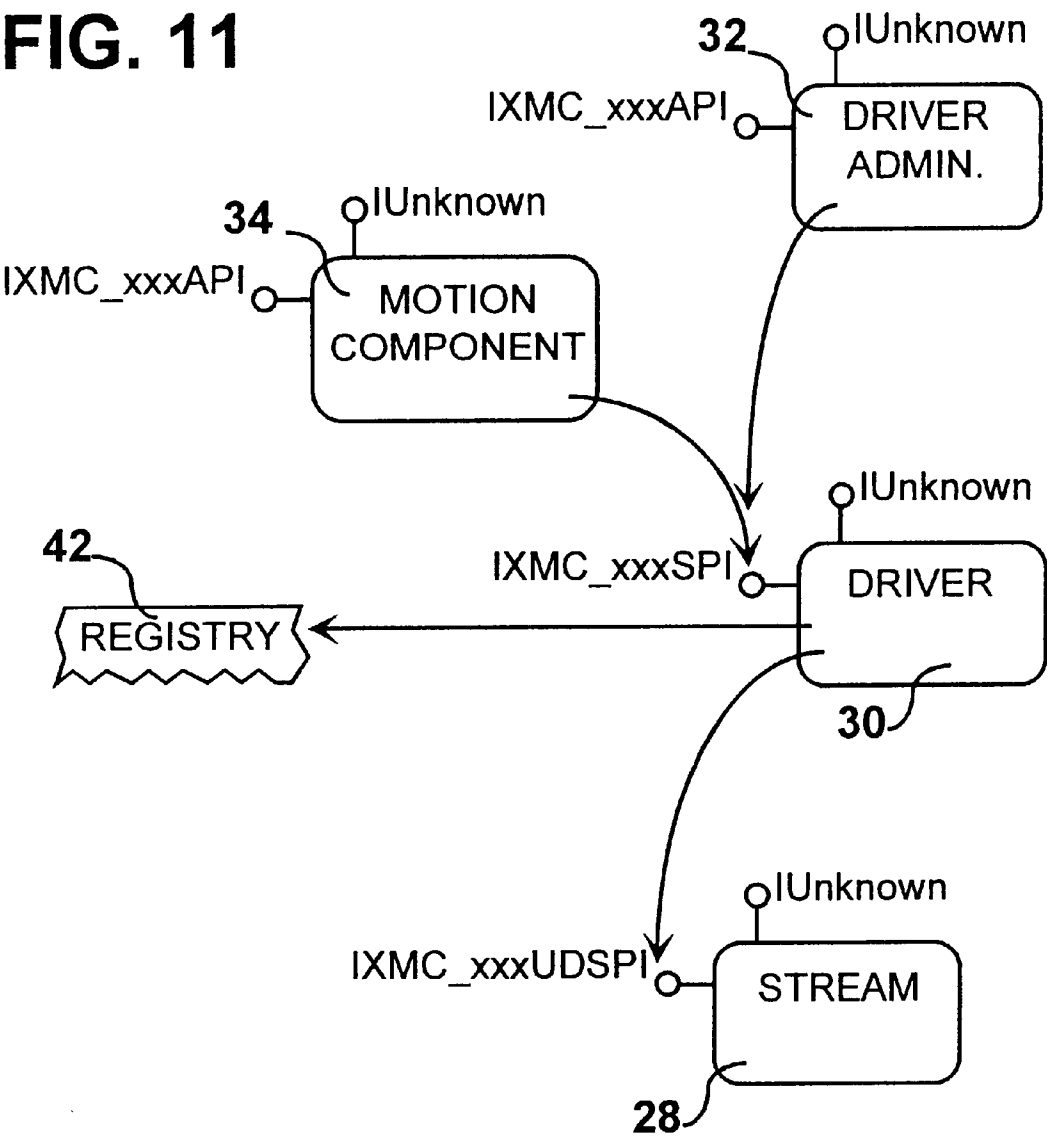 FIG. 11
32
IUnknown
IXMC_xxxAPI
DRIVER
ADMIN.
34
IUnknown
IXMC_xxxAPI
MOTION
COMPONENT
IUnknown
42
IXMC_xxxSPI
DRIVER
REGISTRY
30
IUnknown
IXMC_xxxUDSPI
STREAM
28